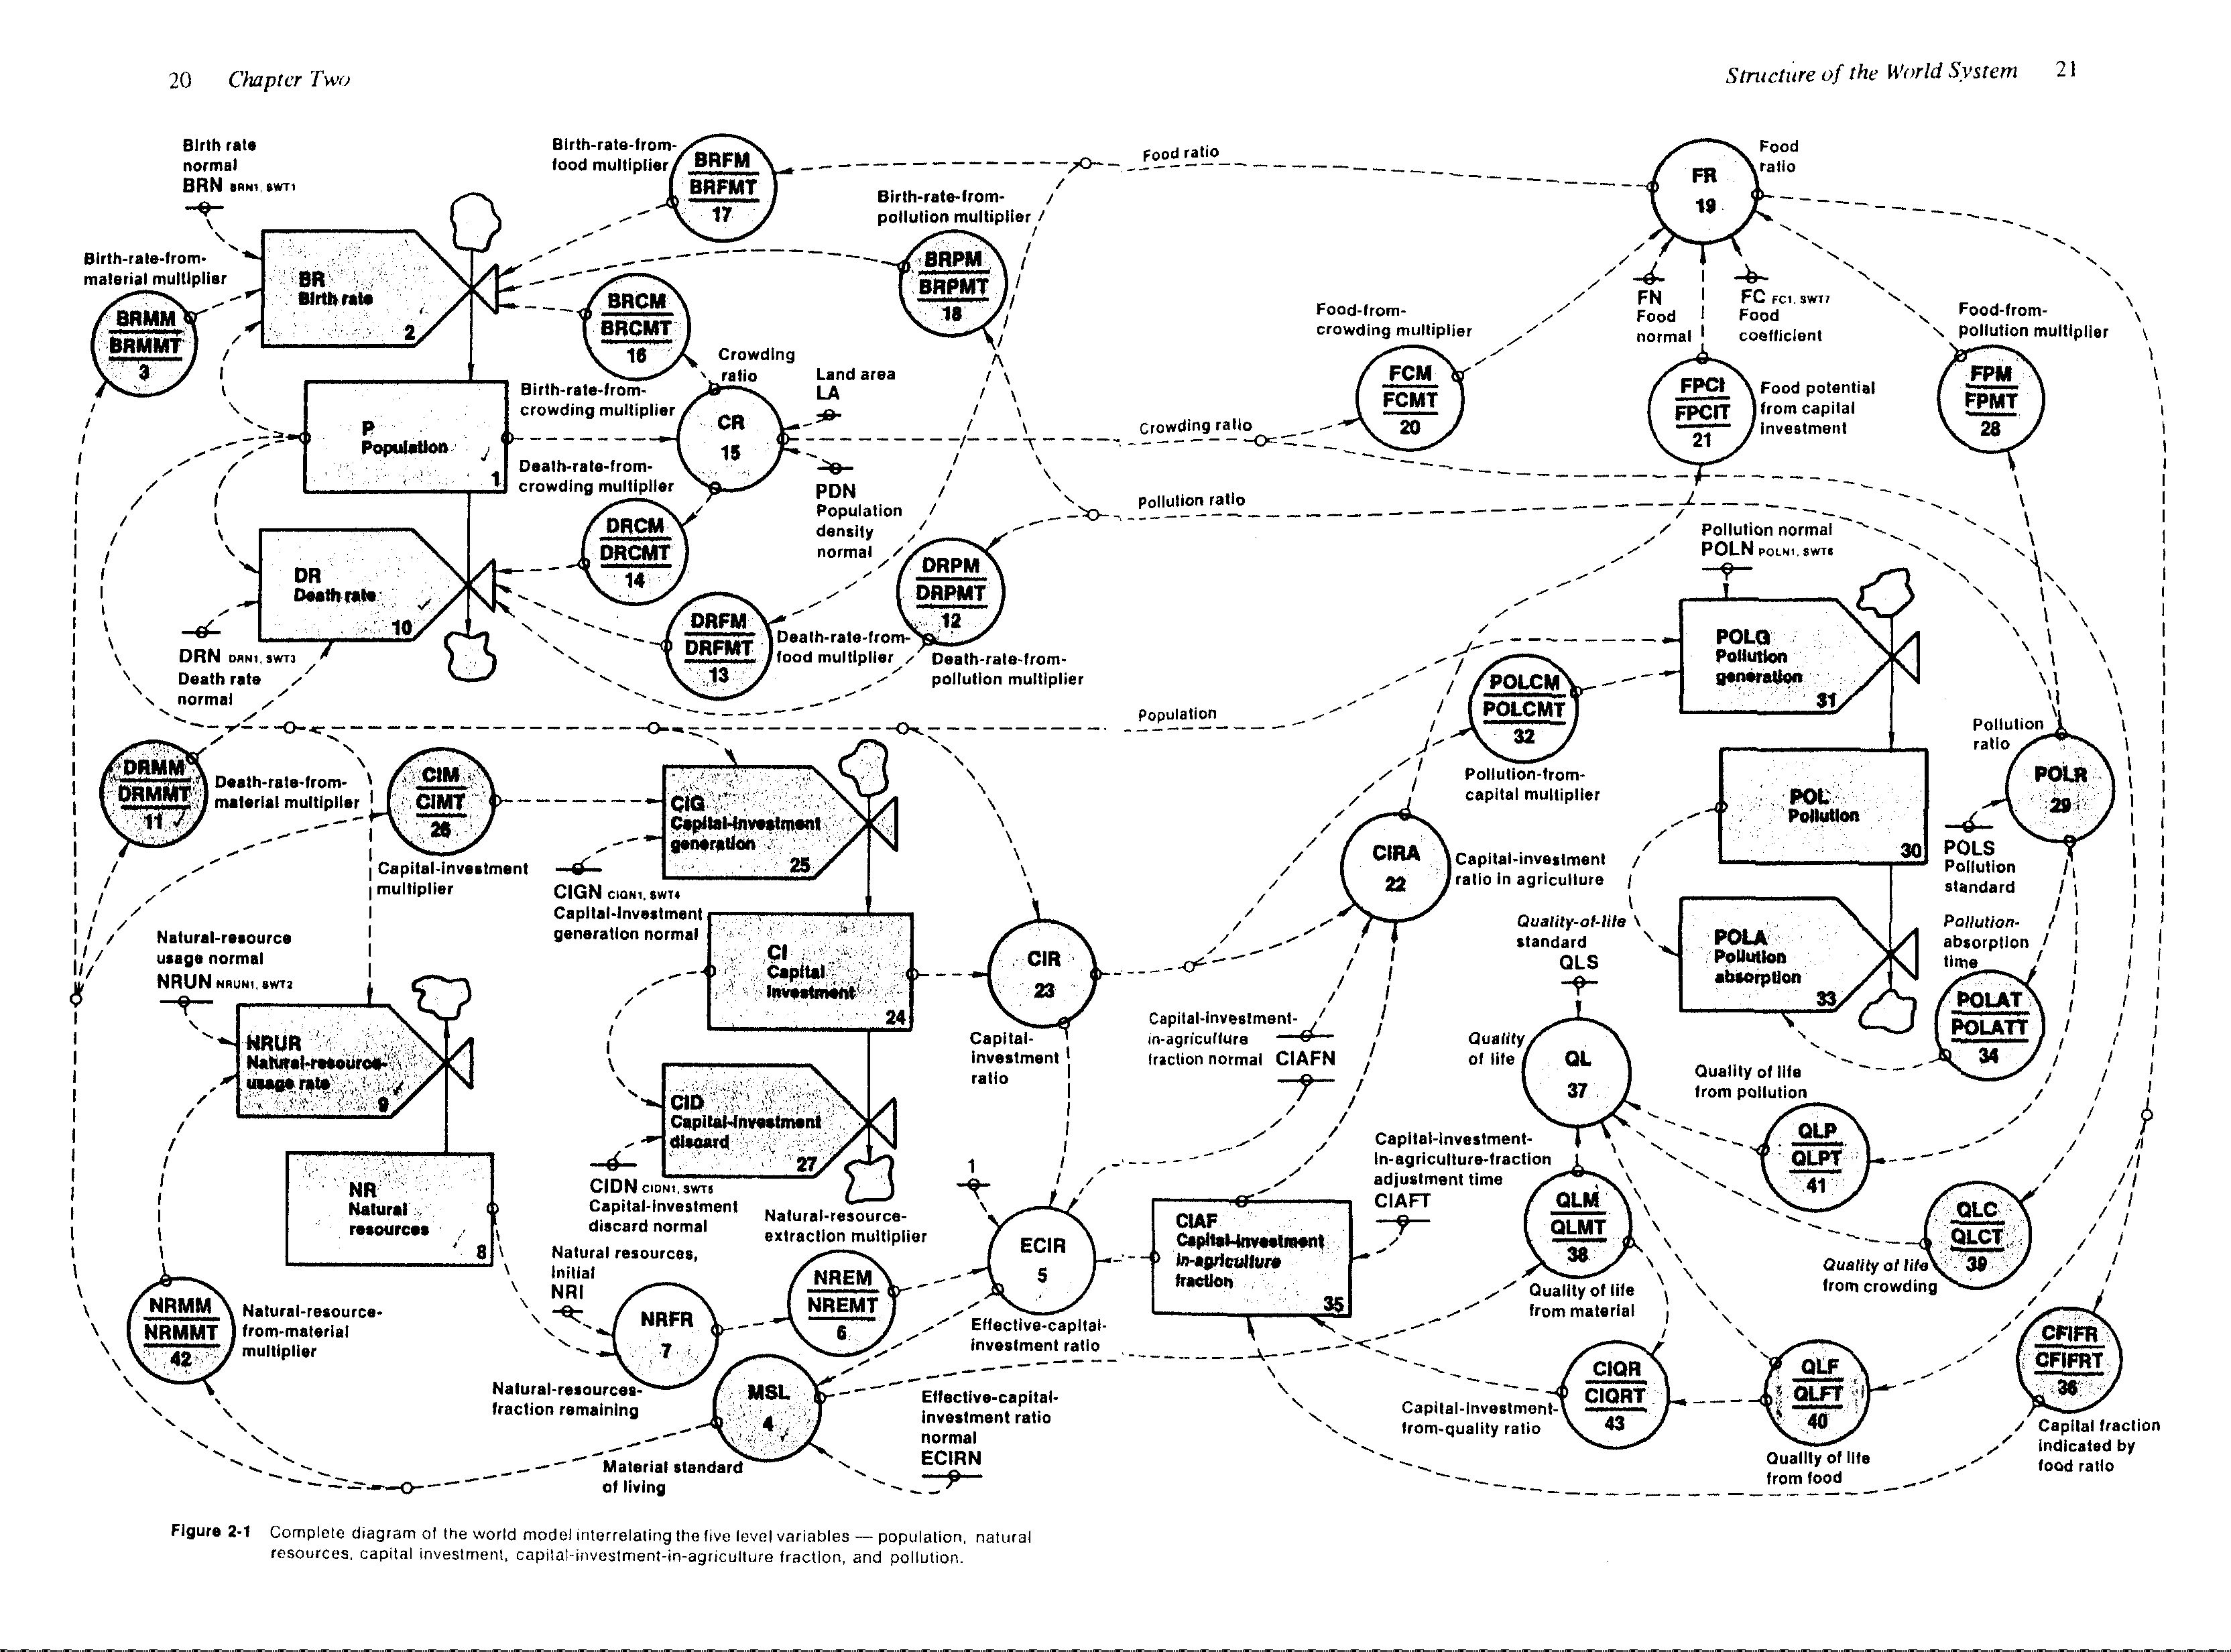 20 Chapter Two
Structure of the World System 21
Birth rate
normal
BRN BRN1, SWT1
Birth-rate-from-
food multiplier
BRFM
BRFMT
17
Food ratio
FR
19
Food
ratio
Birth-rate-from-
pollution multiplier
BRPM
BRPMT
18
Birth-rate-from-
material multiplier
BRMM
BRMMT
3
BR
Birth rate
2
BRCM
BRCMT
16
Birth-rate-from-
crowding multiplier
Crowding
ratio
CR
15
Land area
LA
Food-from-
crowding multiplier
FCM
FCMT
20
FN
Food
normal
FC FC1, SWT7
Food
coefficient
Food-from-
pollution multiplier
FPM
FPMT
28
FPCI
FPCIT
21
Food potential
from capital
investment
P
Population
1
Crowding ratio
Death-rate-from-
crowding multiplier
PDN
Population
density
normal
Pollution ratio
DRCM
DRCMT
14
DR
Death rate
10
DRN DRN1, SWT3
Death rate
normal
DRFM
DRFMT
13
Death-rate-from-
food multiplier
DRPM
DRPMT
12
Death-rate-from-
pollution multiplier
Pollution normal
POLN POLN1, SWT6
POLG
Pollution
generation
31
POLCM
POLCMT
32
Pollution-from-
capital multiplier
Population
Pollution
ratio
POLR
29
POLS
Pollution
standard
POL
Pollution
30
DRMM
DRMMT
11
Death-rate-from-
material multiplier
CIM
CIMT
26
Capital-investment
multiplier
CIG
Capital-investment
generation
25
CIGN CIGN1, SWT4
Capital-investment
generation normal
CIRA
22
Capital-investment
ratio in agriculture
Natural-resource
usage normal
NRUN NRUN1, SWT2
CI
Capital
investment
24
CIR
23
Capital-
investment
ratio
Quality-of-life
standard
QLS
POLA
Pollution
absorption
33
Pollution-
absorption
time
POLAT
POLATT
34
NRUR
Natural-resource-
usage rate
9
Capital-investment-
in-agriculture
fraction normal CIAFN
Quality
of life
QL
37
Quality of life
from pollution
QLP
QLPT
41
CID
Capital-investment
discard
27
CIDN CIDN1, SWT5
Capital-investment
discard normal
1
Capital-investment-
in-agriculture-fraction
adjustment time
CIAFT
NR
Natural
resources
8
Natural-resource-
extraction multiplier
NREM
NREMT
6
ECIR
5
Effective-capital-
investment ratio
CIAF
Capital-investment
in-agriculture
fraction
35
QLM
QLMT
38
Quality of life
from material
QLC
QLCT
39
Quality of life
from crowding
Natural resources,
initial
NRI
NRFR
7
Natural-resources-
fraction remaining
NRMM
NRMMT
42
Natural-resource-
from-material
multiplier
MSL
4
Material standard
of living
Effective-capital-
investment ratio
normal
ECIRN
CIQR
CIQRT
43
Capital-investment-
from-quality ratio
QLF
QLFT
40
Quality of life
from food
CFIFR
CFIFRT
36
Capital fraction
indicated by
food ratio
Figure 2-1 Complete diagram of the world model interrelating the five level variables — population, natural
resources, capital investment, capital-investment-in-agriculture fraction, and pollution.